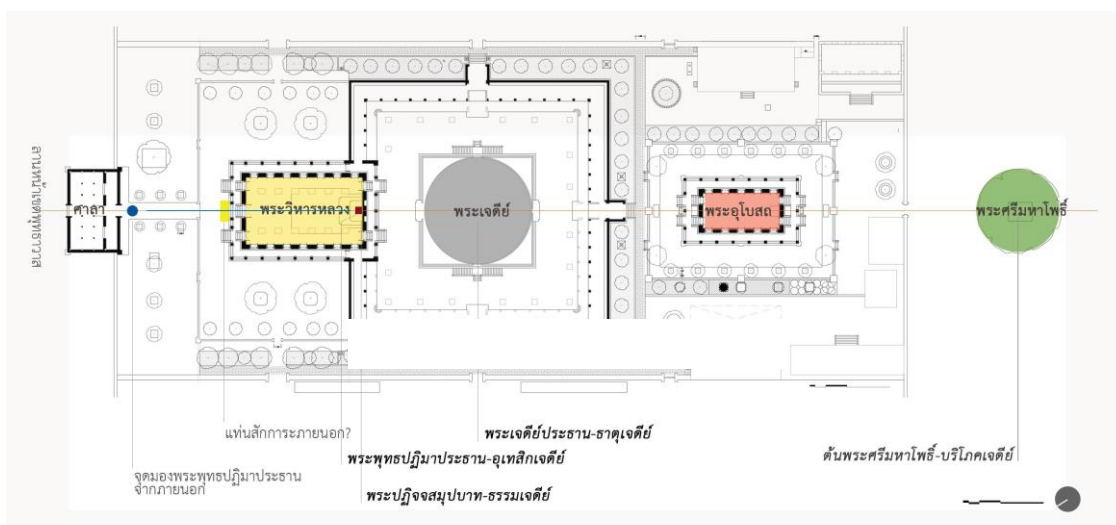 ลานหน้าเขตพุทธาวาส
ศาลา
พระวิหารหลวง
พระเจดีย์
พระอุโบสถ
พระศรีมหาโพธิ์
แท่นสักการะภายนอก?
พระเจดีย์ประธาน-ธาตุเจดีย์
พระพุทธปฏิมาประธาน-อุเทสิกเจดีย์
ต้นพระศรีมหาโพธิ์-บริโภคเจดีย์
จุดมองพระพุทธปฏิมาประธาน
จากภายนอก
พระปฏิจจสมุปบาท-ธรรมเจดีย์